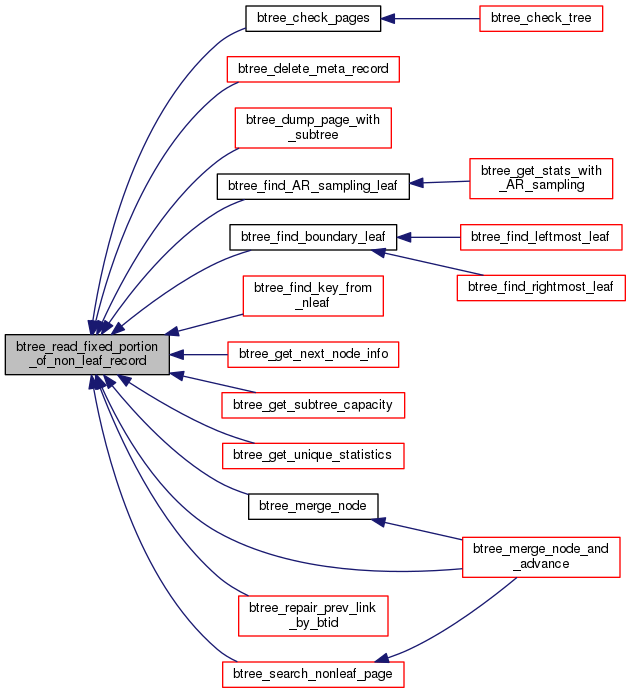 btree_check_pages
btree_check_tree
btree_delete_meta_record
btree_dump_page_with
_subtree
btree_find_AR_sampling_leaf
btree_get_stats_with
_AR_sampling
btree_find_boundary_leaf
btree_find_leftmost_leaf
btree_find_rightmost_leaf
btree_find_key_from
_nleaf
btree_read_fixed_portion
_of_non_leaf_record
btree_get_next_node_info
btree_get_subtree_capacity
btree_get_unique_statistics
btree_merge_node
btree_merge_node_and
_advance
btree_repair_prev_link
_by_btid
btree_search_nonleaf_page